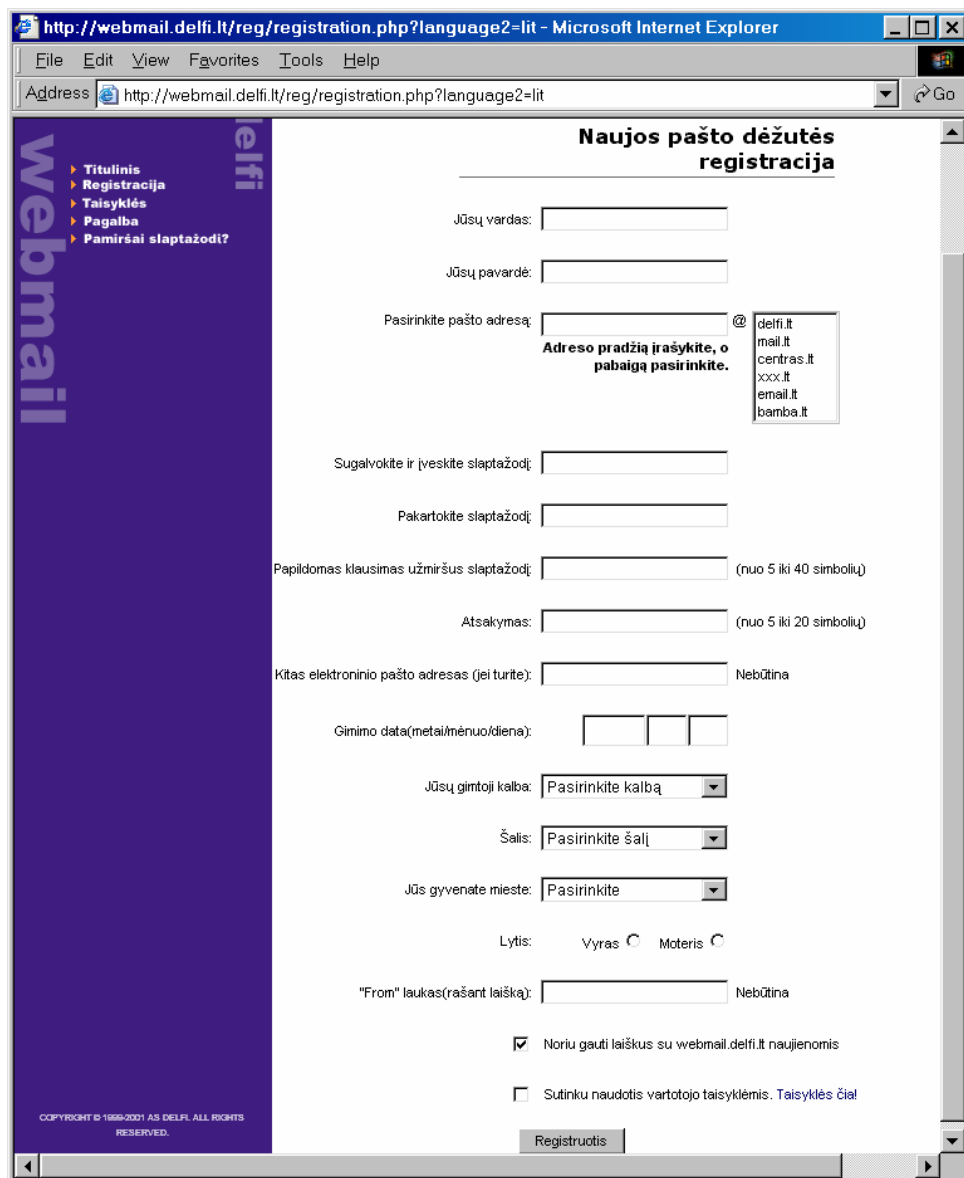 http://webmail.delfi.lt/reg/registration.php?language2=lit - Microsoft Internet Explorer
File Edit View Favorites Tools Help
Address http://webmail.delfi.lt/reg/registration.php?language2=lit Go
webmail
delfi
Titulinis
Registracija
Taisyklės
Pagalba
Pamiršai slaptažodi?
Naujos pašto dėžutės
registracija
Jūsų vardas:
Jūsų pavardė:
Pasirinkite pašto adresą: @
delfi.lt
mail.lt
centras.lt
xxx.lt
email.lt
bamba.lt
Adreso pradžią įrašykite, o
pabaigą pasirinkite.
Sugalvokite ir įveskite slaptažodį:
Pakartokite slaptažodį:
Papildomas klausimas užmiršus slaptažodį: (nuo 5 iki 40 simbolių)
Atsakymas: (nuo 5 iki 20 simbolių)
Kitas elektroninio pašto adresas (jei turite): Nebūtina
Gimimo data(metai/mėnuo/diena):
Jūsų gimtoji kalba: Pasirinkite kalbą
Šalis: Pasirinkite šalį
Jūs gyvenate mieste: Pasirinkite
Lytis: Vyras Moteris
"From" laukas(rašant laišką): Nebūtina
Noriu gauti laiškus su webmail.delfi.lt naujienomis
Sutinku naudotis vartotojo taisyklėmis. Taisyklės čia!
Registruotis
COPYRIGHT © 1999-2001 AS DELFI. ALL RIGHTS
RESERVED.